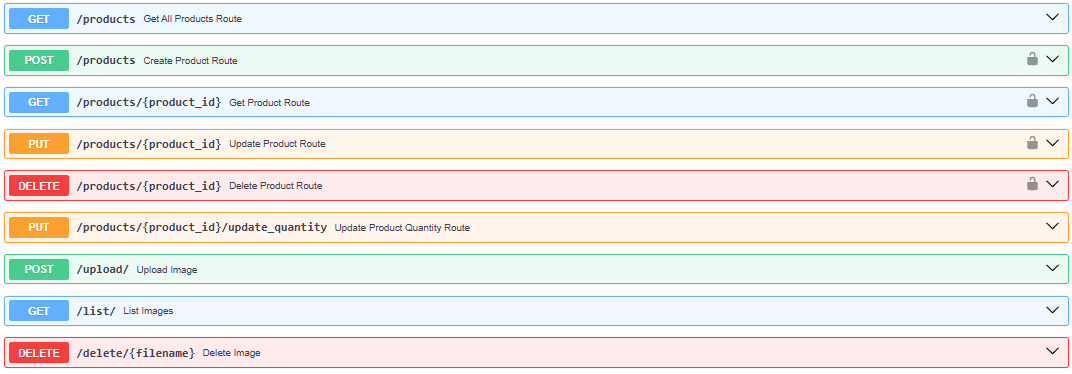 GET /products Get All Products Route
POST /products Create Product Route
GET /products/{product_id} Get Product Route
PUT /products/{product_id} Update Product Route
DELETE /products/{product_id} Delete Product Route
PUT /products/{product_id}/update_quantity Update Product Quantity Route
POST /upload/ Upload Image
GET /list/ List Images
DELETE /delete/{filename} Delete Image